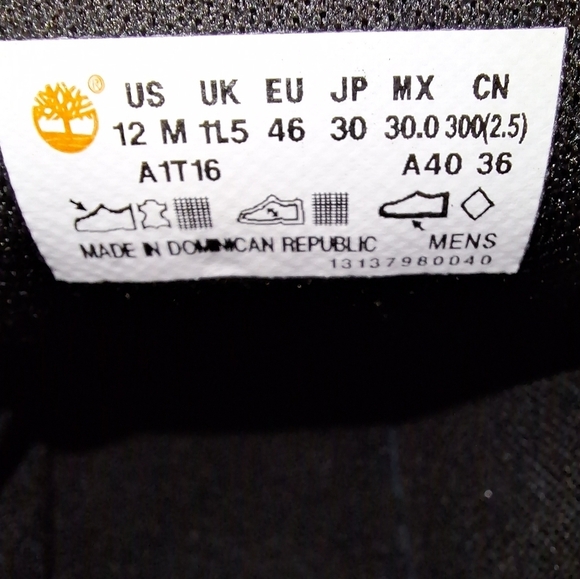 ®
US UK EU JP MX CN
12 M 11.5 46 30 30.0 300(2.5)
A1T16 A40 36
MADE IN DOMINICAN REPUBLIC MENS
13137980040